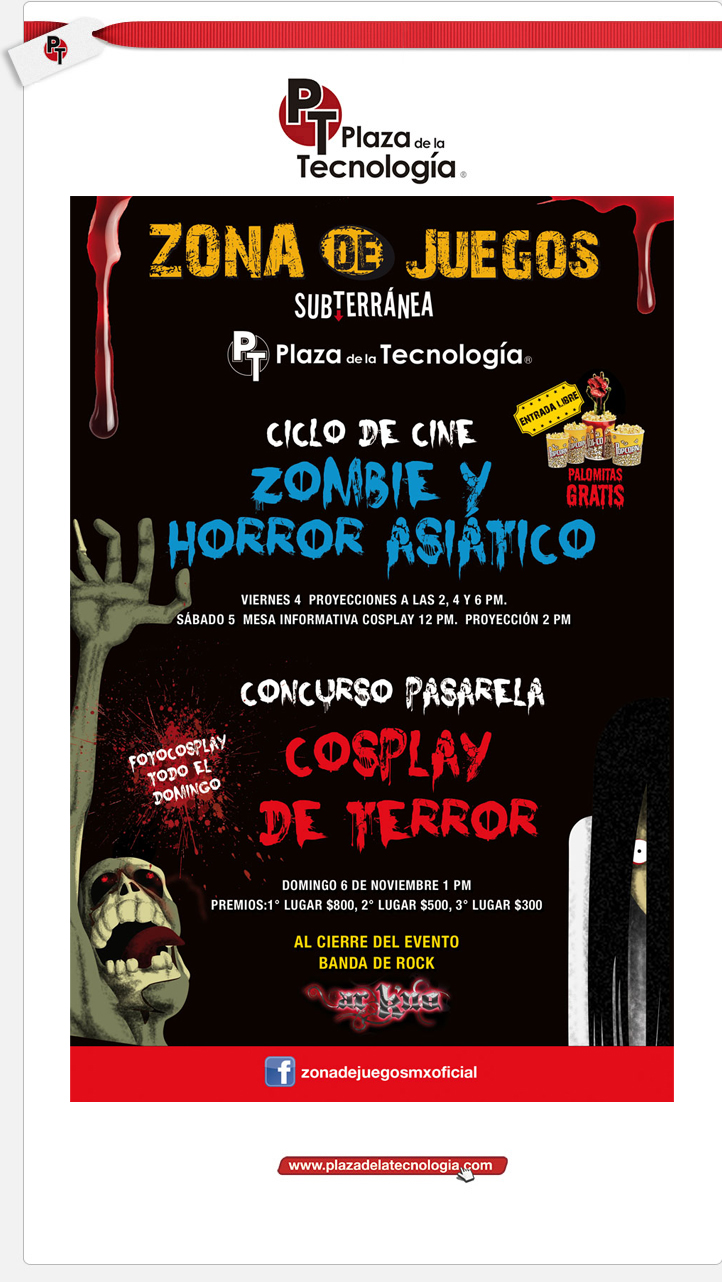 PT
PT Plaza de la
Tecnología®
ZONA DE JUEGOS
SUBTERRÁNEA
PT Plaza de la Tecnología®
ENTRADA LIBRE
CICLO DE CINE
POPCORN
PALOMITAS
GRATIS
ZOMBIE Y
HORROR ASIÁTICO
VIERNES 4 PROYECCIONES A LAS 2, 4 Y 6 PM.
SÁBADO 5 MESA INFORMATIVA COSPLAY 12 PM. PROYECCIÓN 2 PM
CONCURSO PASARELA
FOTOCOSPLAY
TODO EL
DOMINGO
COSPLAY
DE TERROR
DOMINGO 6 DE NOVIEMBRE 1 PM
PREMIOS:1° LUGAR $800, 2° LUGAR $500, 3° LUGAR $300
AL CIERRE DEL EVENTO
BANDA DE ROCK
f zonadejuegosmxoficial
www.plazadelatecnologia.com